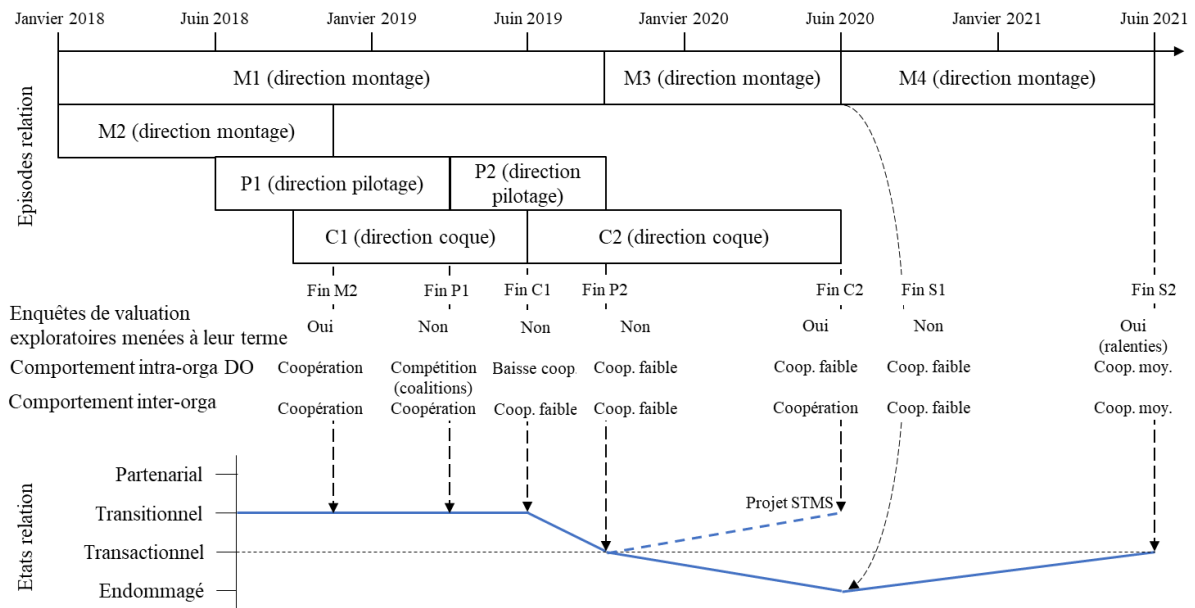 Janvier 2018 Juin 2018 Janvier 2019 Juin 2019 Janvier 2020 Juin 2020 Janvier 2021 Juin 2021
Episodes relation
M1 (direction montage) M3 (direction montage) M4 (direction montage)
M2 (direction montage)
P1 (direction pilotage) P2 (direction
pilotage)
C1 (direction coque) C2 (direction coque)
Fin M2 Fin P1 Fin C1 Fin P2 Fin C2 Fin S1 Fin S2
Enquêtes de valuation
exploratoires menées à leur terme Oui Non Non Non Oui Non Oui
(ralenties)
Comportement intra-orga DO Coopération Compétition Baisse coop. Coop. faible Coop. faible Coop. faible Coop. moy.
(coalitions)
Comportement inter-orga Coopération Coopération Coop. faible Coop. faible Coopération Coop. faible Coop. moy.
Etats relation
Partenarial
Projet STMS
Transitionnel
Transactionnel
Endommagé